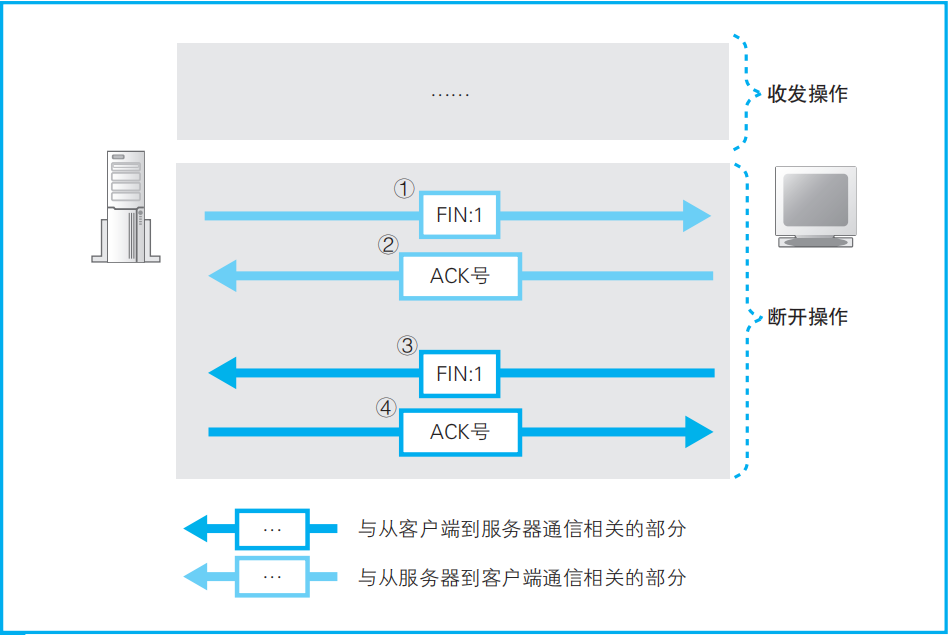 ……
收发操作
①
FIN:1
②
ACK号
断开操作
③
FIN:1
④
ACK号
… 与从客户端到服务器通信相关的部分
… 与从服务器到客户端通信相关的部分